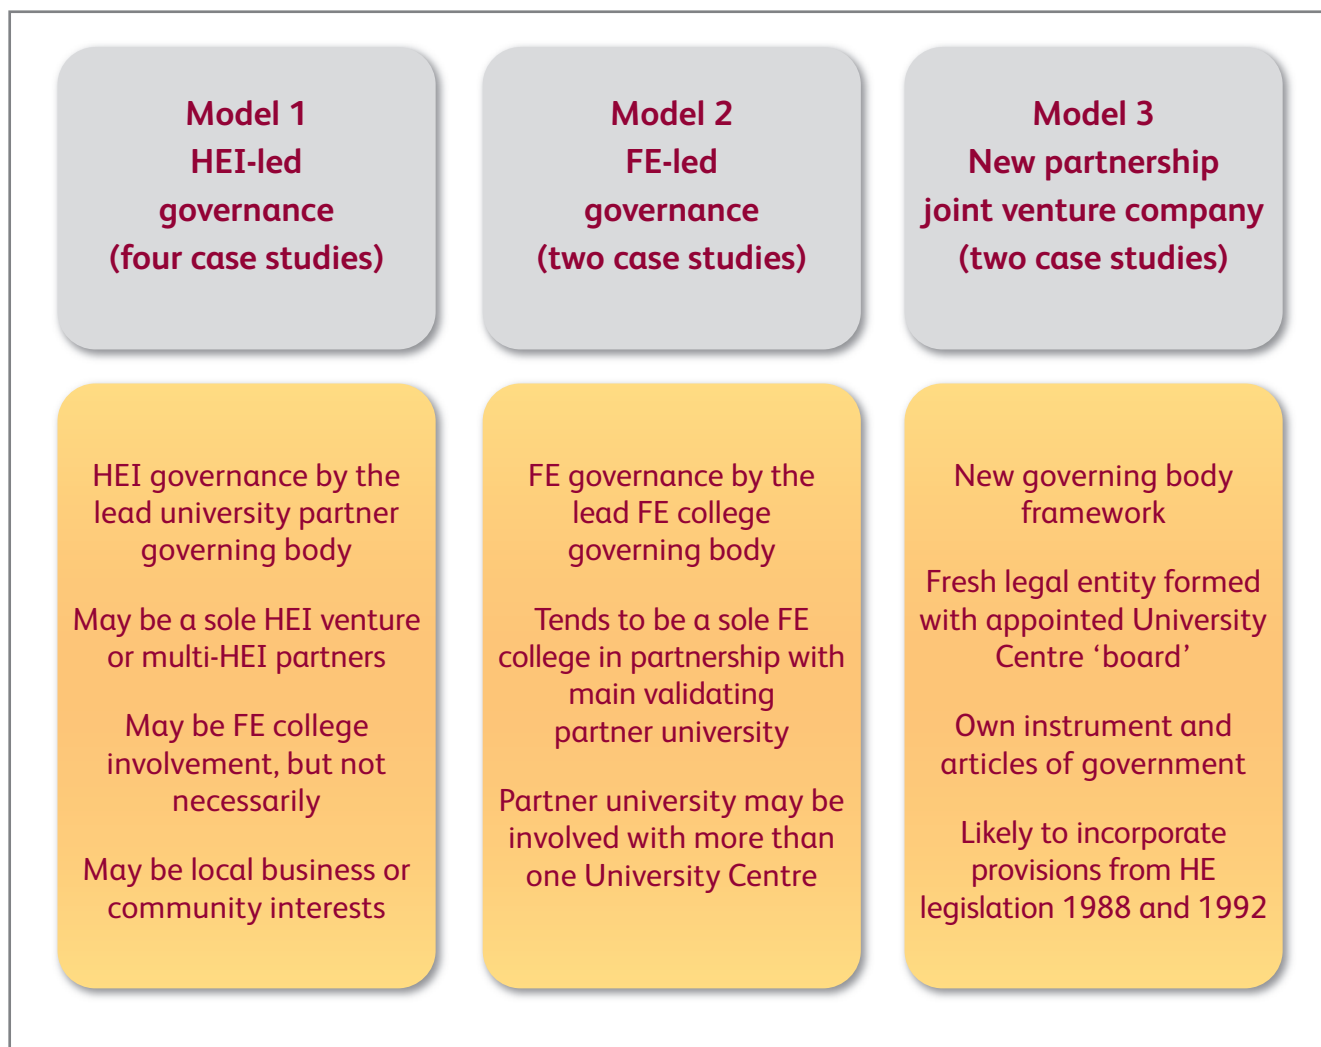 Model 1
HEI-led
governance
(four case studies)
Model 2
FE-led
governance
(two case studies)
Model 3
New partnership
joint venture company
(two case studies)
HEI governance by the
lead university partner
governing body
May be a sole HEI venture
or multi-HEI partners
May be FE college
involvement, but not
necessarily
May be local business or
community interests
FE governance by the
lead FE college
governing body
Tends to be a sole FE
college in partnership with
main validating
partner university
Partner university may be
involved with more than
one University Centre
New governing body
framework
Fresh legal entity formed
with appointed University
Centre ‘board’
Own instrument and
articles of government
Likely to incorporate
provisions from HE
legislation 1988 and 1992